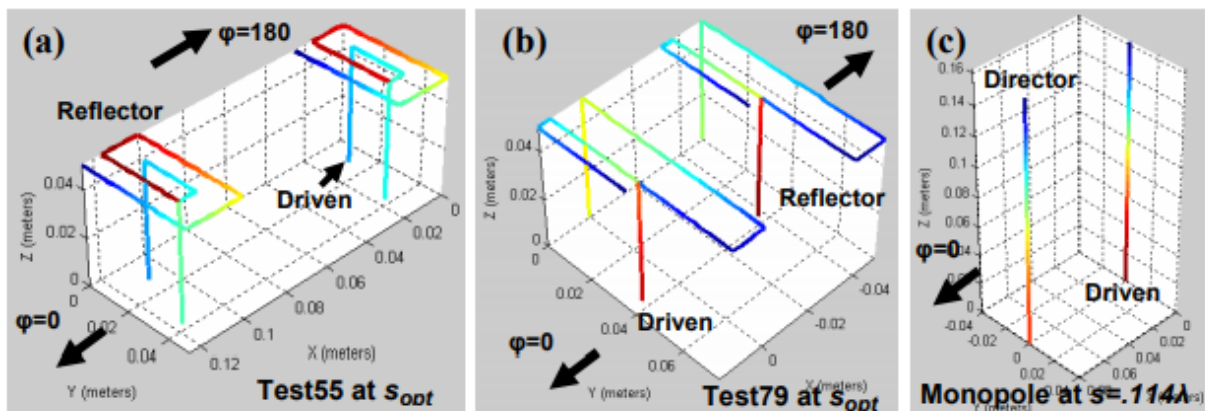 (a)
φ=180
Reflector
Driven
Z (meters)
0.04
0.02
0
φ=0
0
0.02
0.04
Y (meters)
0.12
0.1
0.08
0.06
0.04
0.02
0
X (meters)
Test55 at s_opt
(b)
φ=180
Z (meters)
0.04
0.02
0
Reflector
Driven
φ=0
0
0.02
0.04
0.06
Y (meters)
0
-0.02
-0.04
X (meters)
Test79 at s_opt
(c)
Director
0.16
0.14
0.12
0.1
0.08
0.06
0.04
0.02
Z (meters)
φ=0
Driven
-0.04
-0.02
0
0.02
0
0.02
0.04
Monopole at s=.114λ